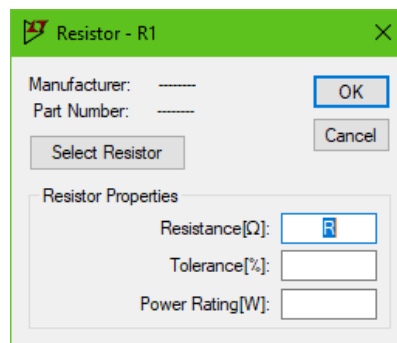 Resistor - R1
Manufacturer: --------
Part Number: --------
OK
Cancel
Select Resistor
Resistor Properties
Resistance[Ω]: R
Tolerance[%]:
Power Rating[W]: